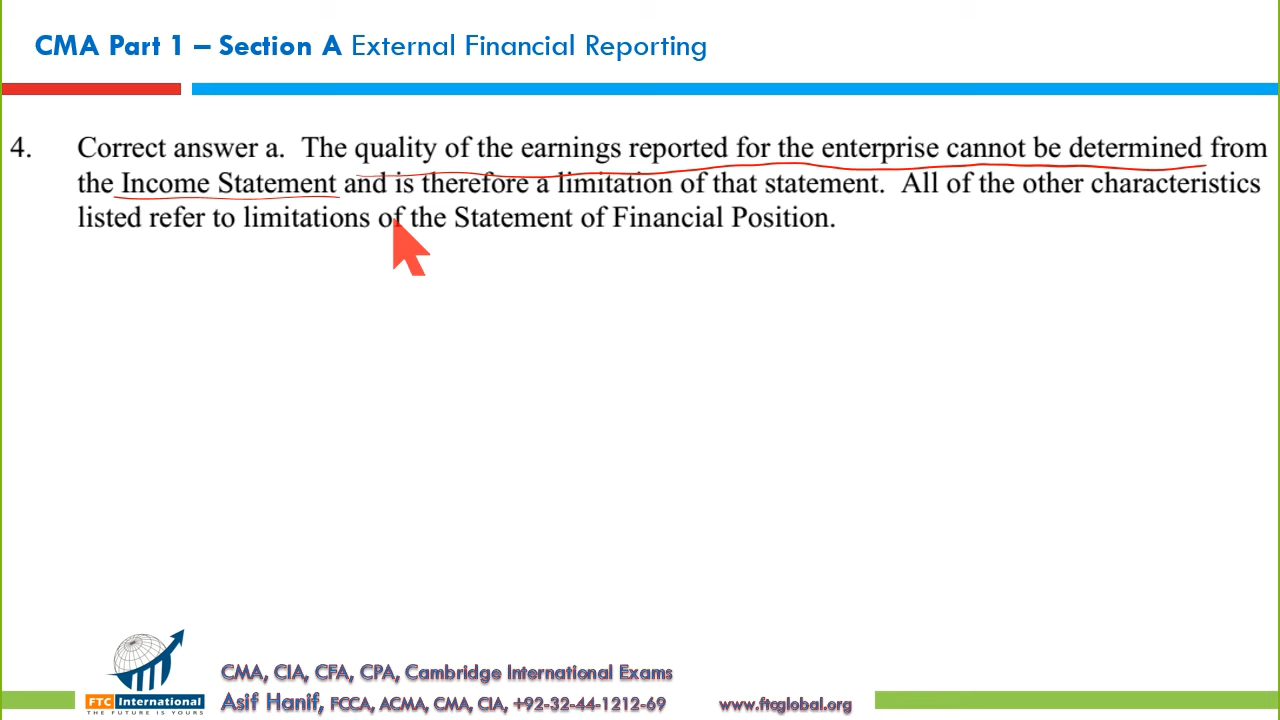 CMA Part 1 – Section A External Financial Reporting
4. Correct answer a. The quality of the earnings reported for the enterprise cannot be determined from
the Income Statement and is therefore a limitation of that statement. All of the other characteristics
listed refer to limitations of the Statement of Financial Position.
FTC International
THE FUTURE IS YOURS
CMA, CIA, CFA, CPA, Cambridge International Exams
Asif Hanif, FCCA, ACMA, CMA, CIA, +92-32-44-1212-69 www.ftcglobal.org